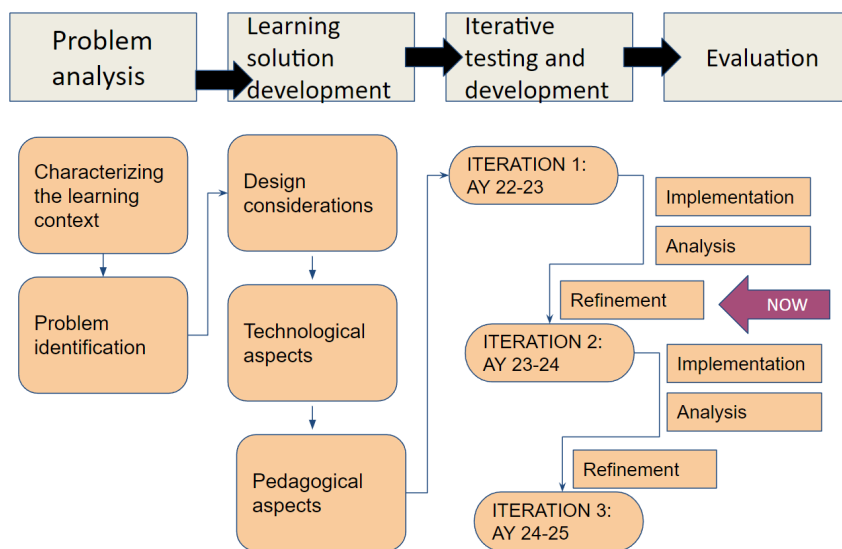 Problem
analysis
Learning
solution
development
Iterative
testing and
development
Evaluation
Characterizing
the learning
context
Problem
identification
Design
considerations
Technological
aspects
Pedagogical
aspects
ITERATION 1:
AY 22-23
Implementation
Analysis
Refinement
NOW
ITERATION 2:
AY 23-24
Implementation
Analysis
Refinement
ITERATION 3:
AY 24-25